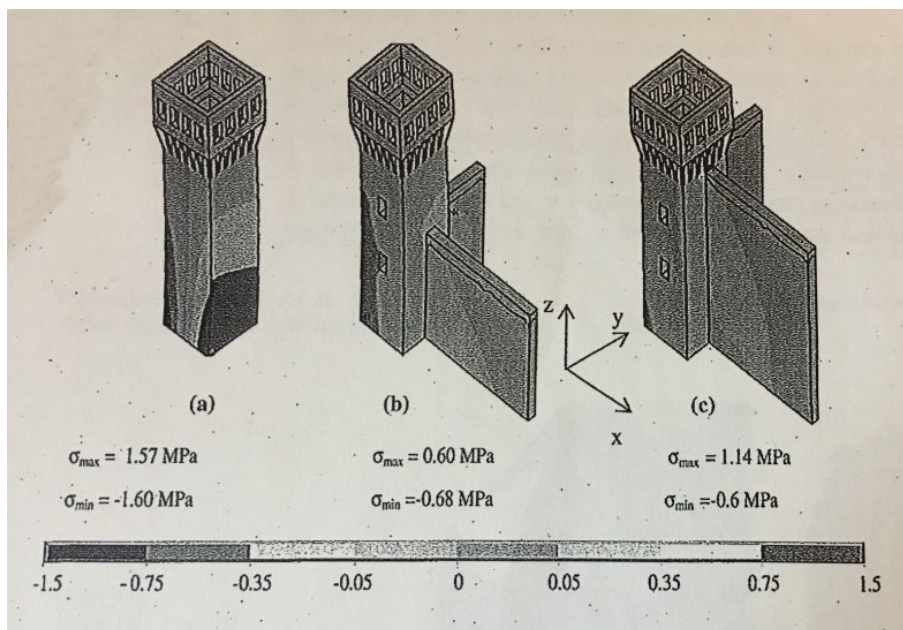 z
y
x
(a) (b) (c)
σmax = 1.57 MPa σmax = 0.60 MPa σmax = 1.14 MPa
σmin = -1.60 MPa σmin =-0.68 MPa σmin =-0.6 MPa
-1.5 -0.75 -0.35 -0.05 0 0.05 0.35 0.75 1.5